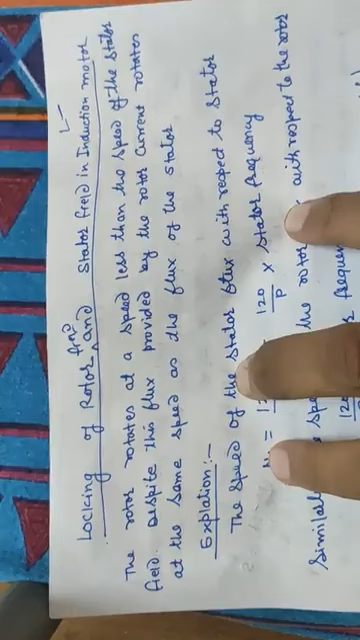 Locking of Rotor field and Stator field in Induction motor
The rotor rotates at a speed less than the speed of the stator
field. Despite this flux provided by the rotor current rotates
at the same speed as the flux of the stator
Explanation:-
The speed of the stator flux with respect to stator
= 120/P × stator frequency
the rotor with respect to the rotor